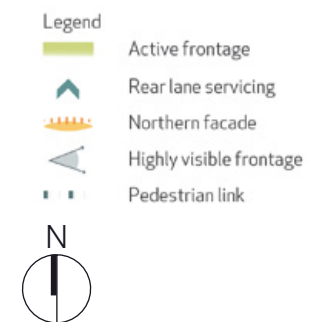 Legend
Active frontage
Rear lane servicing
Northern facade
Highly visible frontage
Pedestrian link
N